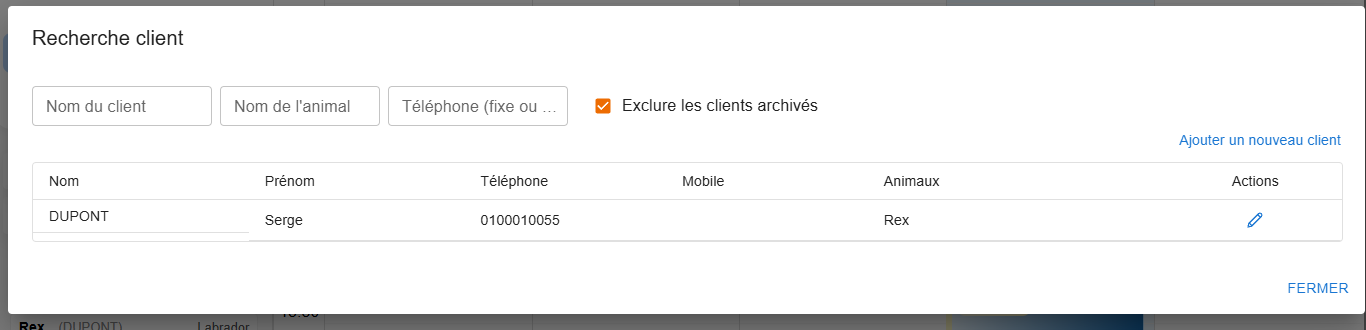 Recherche client
Nom du client Nom de l'animal Téléphone (fixe ou … Exclure les clients archivés
Ajouter un nouveau client
Nom Prénom Téléphone Mobile Animaux Actions
DUPONT Serge 0100010055 Rex
FERMER
Rex (DUPONT) Labrador